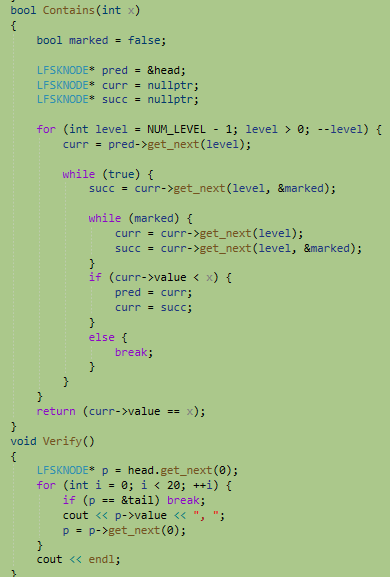 bool Contains(int x)
{
    bool marked = false;

    LFSKNODE* pred = &head;
    LFSKNODE* curr = nullptr;
    LFSKNODE* succ = nullptr;

    for (int level = NUM_LEVEL - 1; level > 0; --level) {
        curr = pred->get_next(level);

        while (true) {
            succ = curr->get_next(level, &marked);

            while (marked) {
                curr = curr->get_next(level);
                succ = curr->get_next(level, &marked);
            }
            if (curr->value < x) {
                pred = curr;
                curr = succ;
            }
            else {
                break;
            }
        }
    }
    return (curr->value == x);
}
void Verify()
{
    LFSKNODE* p = head.get_next(0);
    for (int i = 0; i < 20; ++i) {
        if (p == &tail) break;
        cout << p->value << ", ";
        p = p->get_next(0);
    }
    cout << endl;
}